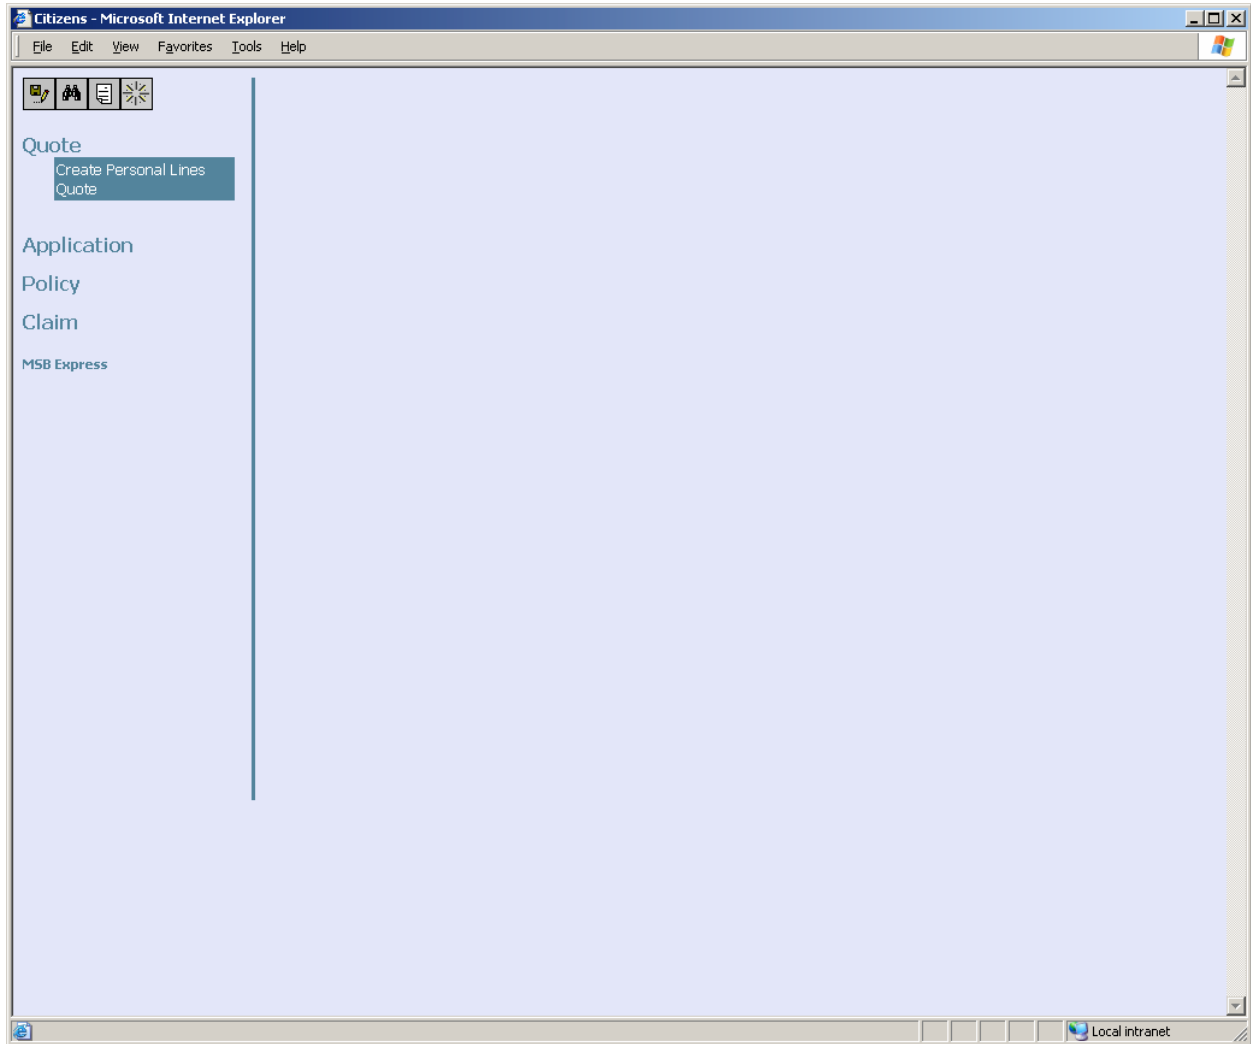 Citizens - Microsoft Internet Explorer
File Edit View Favorites Tools Help
Quote
Create Personal Lines
Quote
Application
Policy
Claim
MSB Express
Local intranet